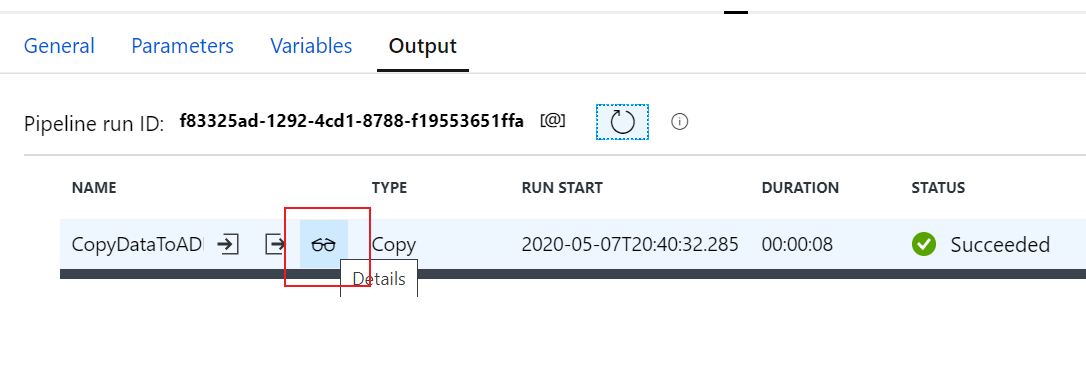 General Parameters Variables Output
Pipeline run ID: f83325ad-1292-4cd1-8788-f19553651ffa [@]
NAME TYPE RUN START DURATION STATUS
CopyDataToAD Copy 2020-05-07T20:40:32.285 00:00:08 Succeeded
Details